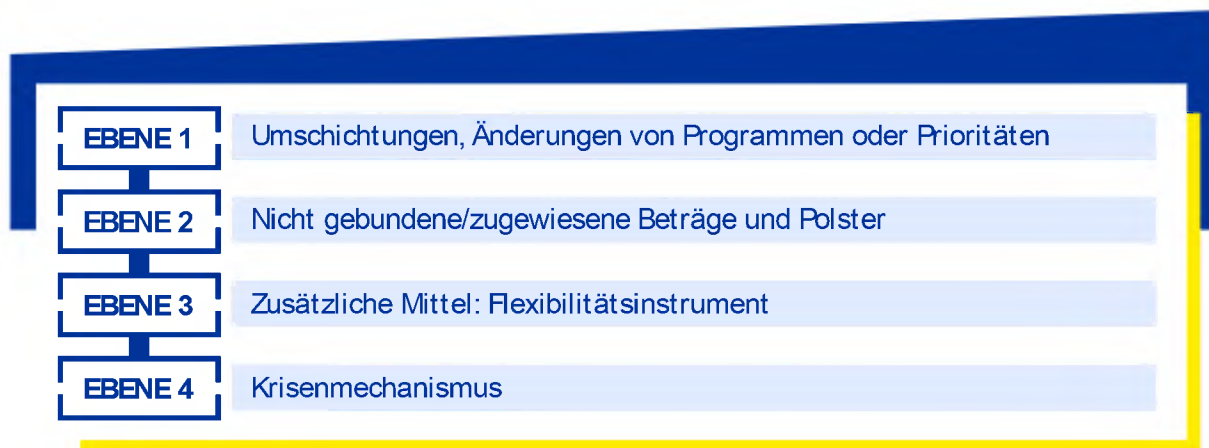 EBENE 1 Umschichtungen, Änderungen von Programmen oder Prioritäten
EBENE 2 Nicht gebundene/zugewiesene Beträge und Polster
EBENE 3 Zusätzliche Mittel: Flexibilitätsinstrument
EBENE 4 Krisenmechanismus